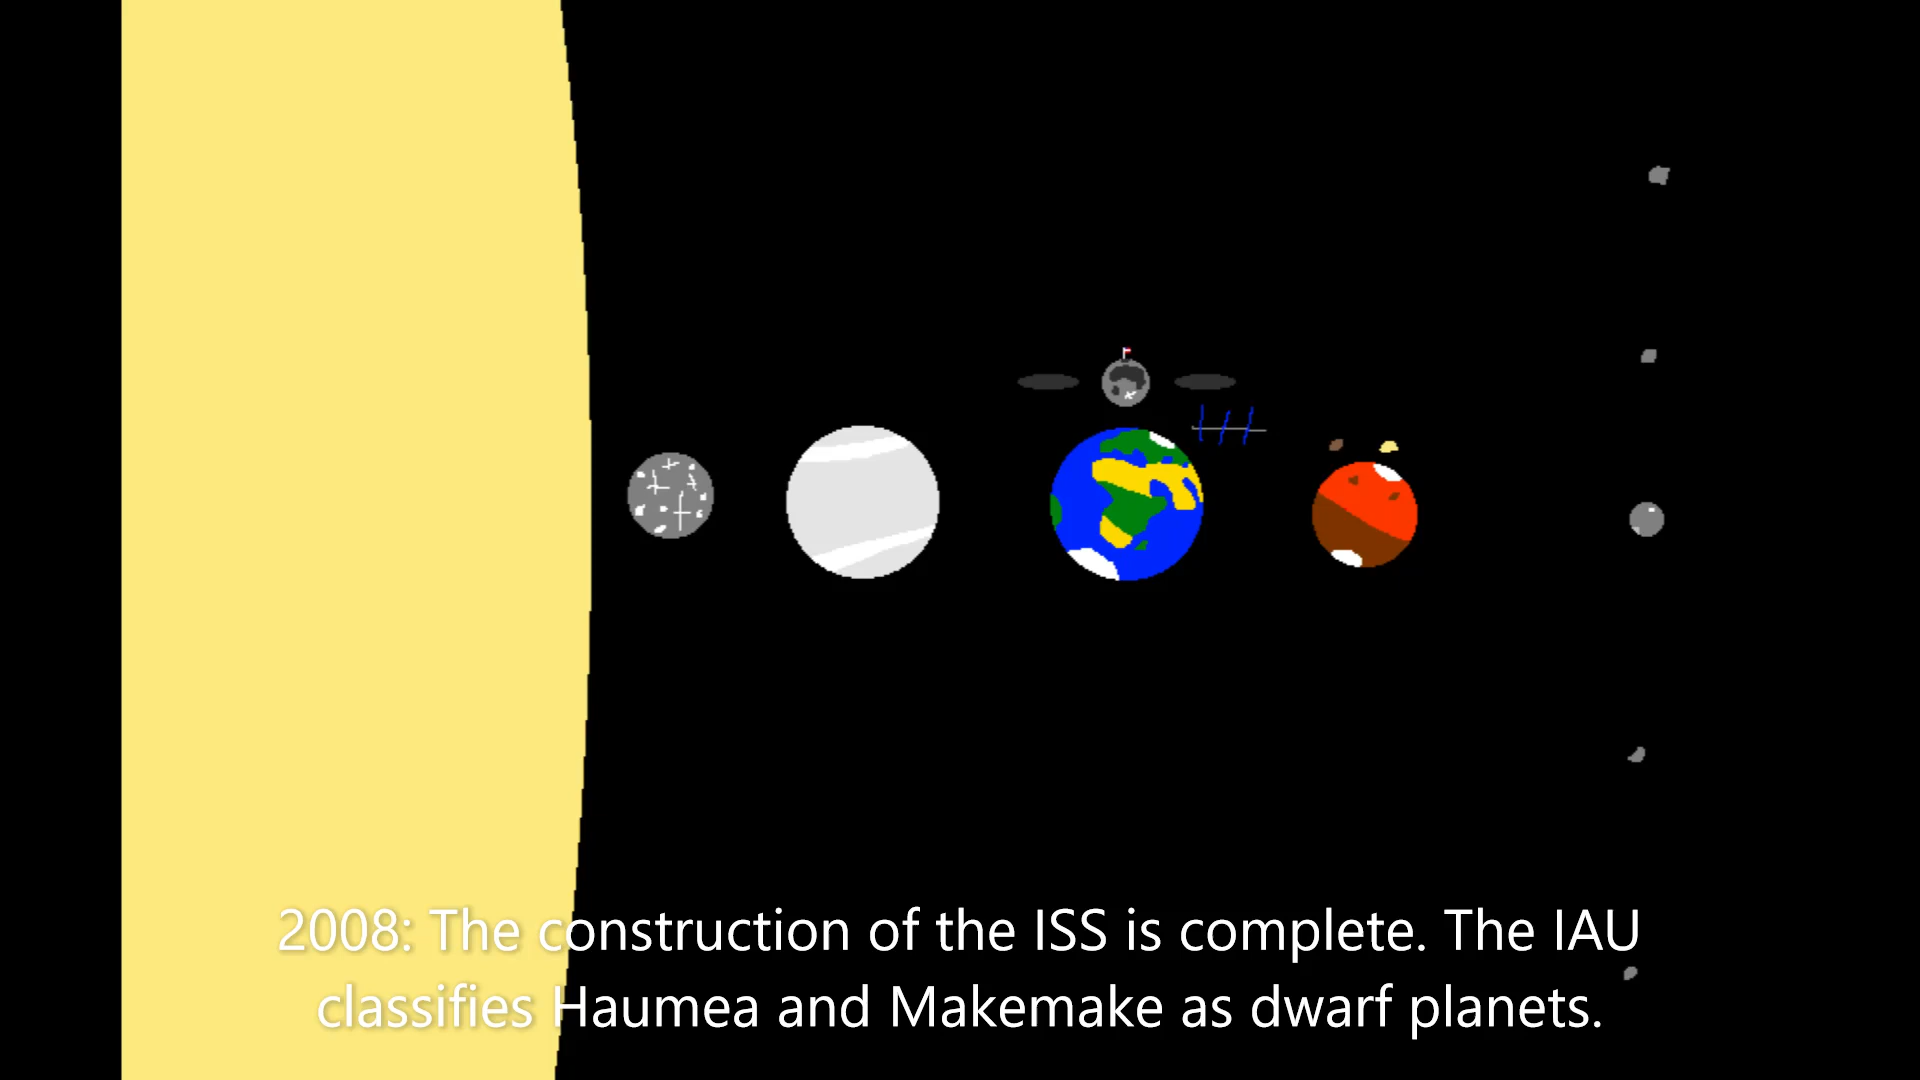 2008: The construction of the ISS is complete. The IAU
classifies Haumea and Makemake as dwarf planets.